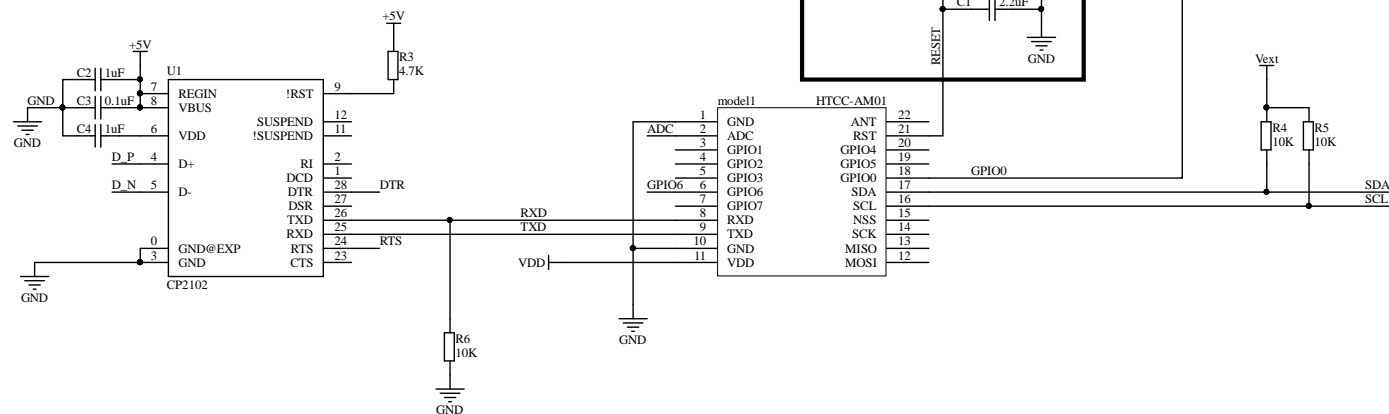 +5V
R3
4.7K
+5V
C2 1uF
C3 0.1uF
C4 1uF
GND
GND
U1
7 REGIN
8 VBUS
6 VDD
D_P 4 D+
D_N 5 D-
0 GND@EXP
3 GND
GND
!RST 9
SUSPEND 12
!SUSPEND 11
RI 2
DCD 1
DTR 28 DTR
DSR 27
TXD 26
RXD 25
RTS 24 RTS
CTS 23
CP2102
RXD
TXD
R6
10K
GND
VDD
GND
C1 2.2uF
GND
RESET
model1 HTCC-AM01
1 GND
ADC 2 ADC
3 GPIO1
4 GPIO2
5 GPIO3
GPIO6 6 GPIO6
7 GPIO7
8 RXD
9 TXD
10 GND
11 VDD
ANT 22
RST 21
GPIO4 20
GPIO5 19
GPIO0 18 GPIO0
SDA 17
SCL 16
NSS 15
SCK 14
MISO 13
MOSI 12
Vext
R4
10K
R5
10K
SDA
SCL